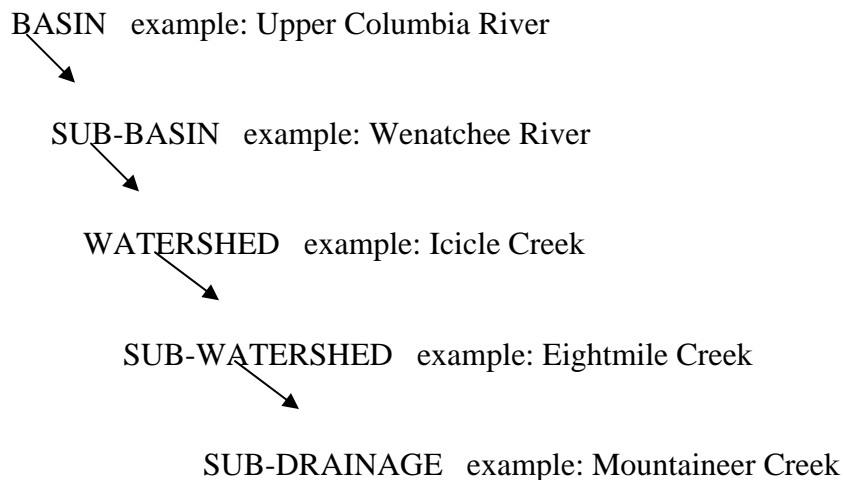 BASIN example: Upper Columbia River
SUB-BASIN example: Wenatchee River
WATERSHED example: Icicle Creek
SUB-WATERSHED example: Eightmile Creek
SUB-DRAINAGE example: Mountaineer Creek